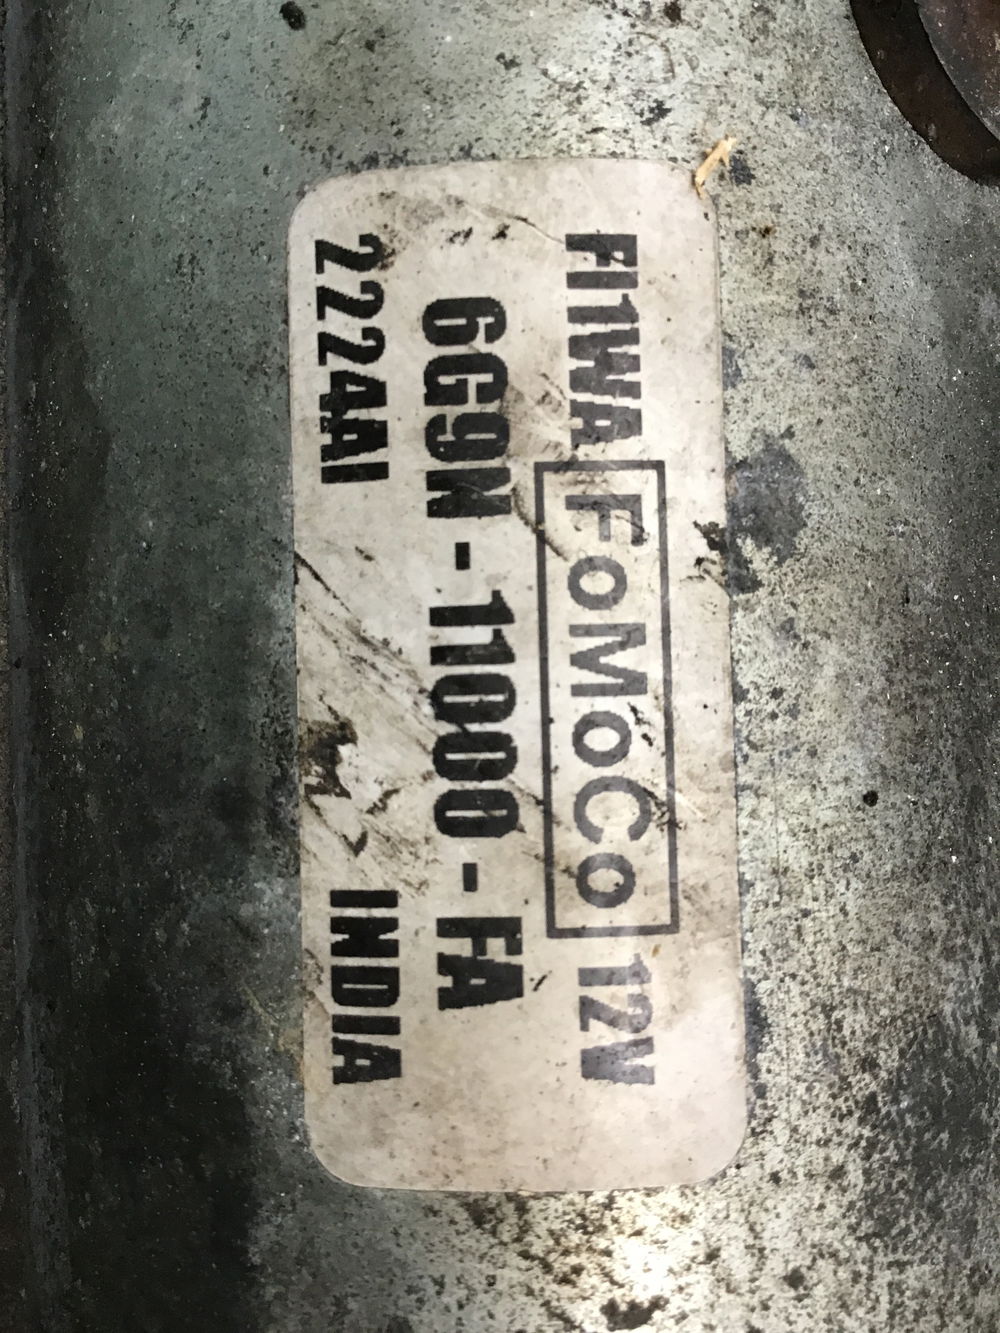 FI1WA FoMoCo 12V
6G9N-11000-FA
2224AI INDIA